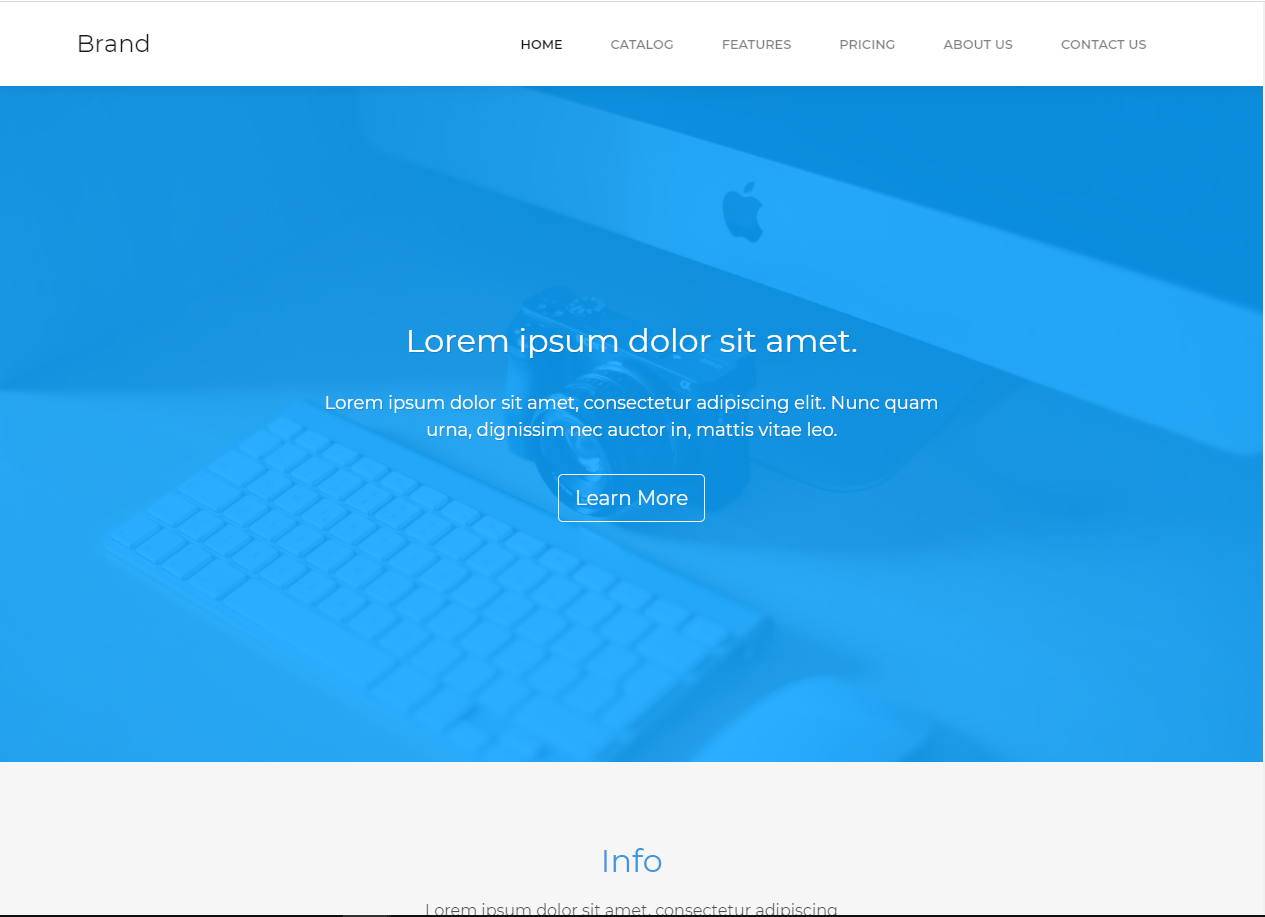 Brand
HOME CATALOG FEATURES PRICING ABOUT US CONTACT US
Lorem ipsum dolor sit amet.
Lorem ipsum dolor sit amet, consectetur adipiscing elit. Nunc quam
urna, dignissim nec auctor in, mattis vitae leo.
Learn More
Info
Lorem ipsum dolor sit amet, consectetur adipiscing